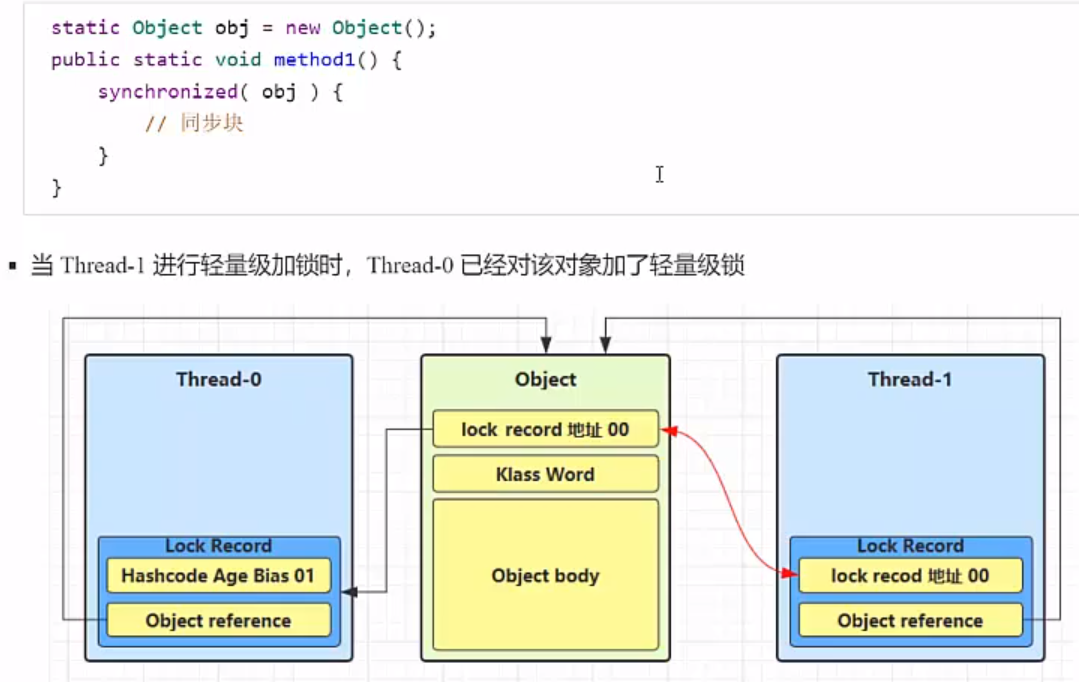 static Object obj = new Object();
public static void method1() {
    synchronized( obj ) {
        // 同步块
    }
}
▪ 当 Thread-1 进行轻量级加锁时，Thread-0 已经对该对象加了轻量级锁
Thread-0
Lock Record
Hashcode Age Bias 01
Object reference
Object
lock record 地址 00
Klass Word
Object body
Thread-1
Lock Record
lock recod 地址 00
Object reference